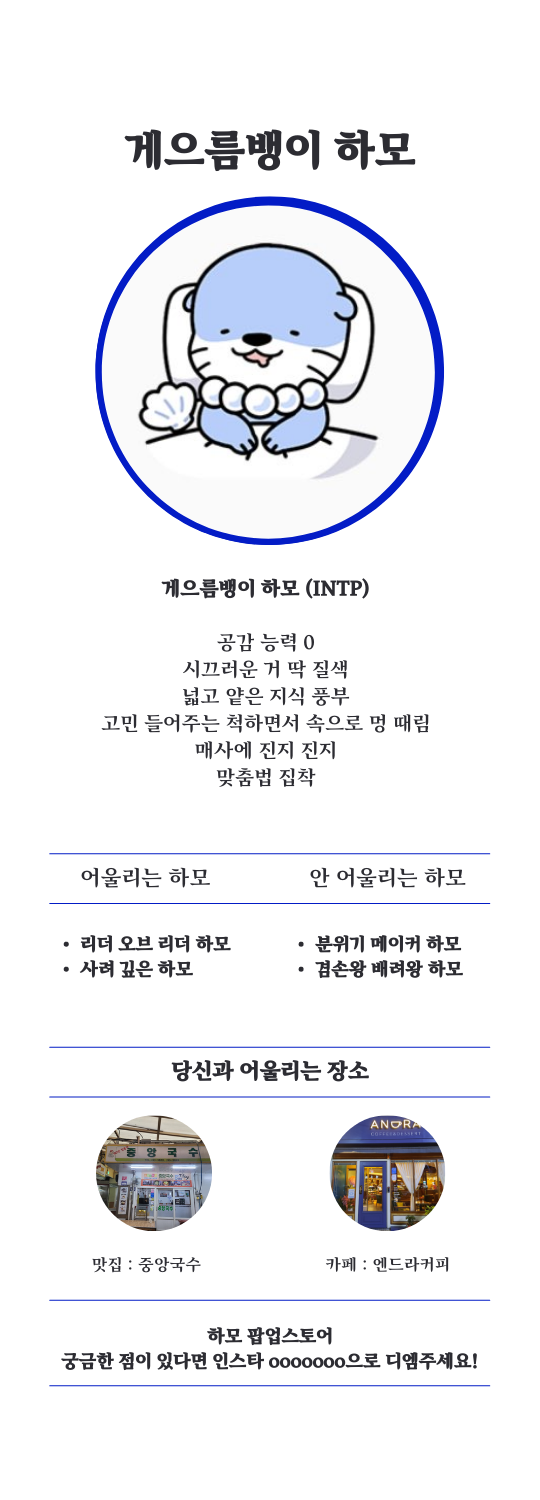 게으름뱅이 하모
게으름뱅이 하모 (INTP)
공감 능력 0
시끄러운 거 딱 질색
넓고 얕은 지식 풍부
고민 들어주는 척하면서 속으로 멍 때림
매사에 진지 진지
맞춤법 집착
어울리는 하모
안 어울리는 하모
• 리더 오브 리더 하모
• 사려 깊은 하모
• 분위기 메이커 하모
• 겸손왕 배려왕 하모
당신과 어울리는 장소
중앙국수
ANDRA
맛집 : 중앙국수
카페 : 엔드라커피
하모 팝업스토어
궁금한 점이 있다면 인스타 ooooooo으로 디엠주세요!